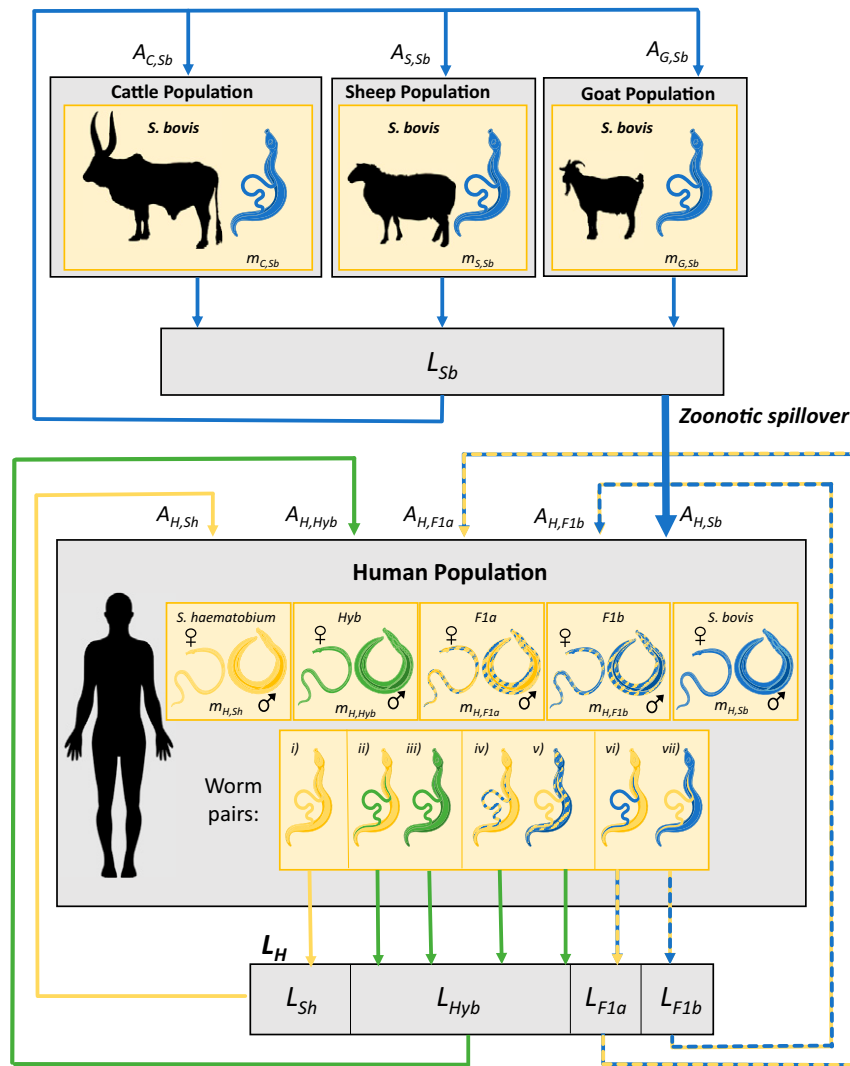 A_{C,Sb} A_{S,Sb} A_{G,Sb}
Cattle Population Sheep Population Goat Population
S. bovis S. bovis S. bovis
m_{C,Sb} m_{S,Sb} m_{G,Sb}
L_{Sb}
Zoonotic spillover
A_{H,Sh} A_{H,Hyb} A_{H,F1a} A_{H,F1b} A_{H,Sb}
Human Population
S. haematobium Hyb F1a F1b S. bovis
♀ ♀ ♀ ♀ ♀
♂ ♂ ♂ ♂ ♂
m_{H,Sh} m_{H,Hyb} m_{H,F1a} m_{H,F1b} m_{H,Sb}
i) ii) iii) iv) v) vi) vii)
Worm
pairs:
L_H
L_{Sh} L_{Hyb} L_{F1a} L_{F1b}